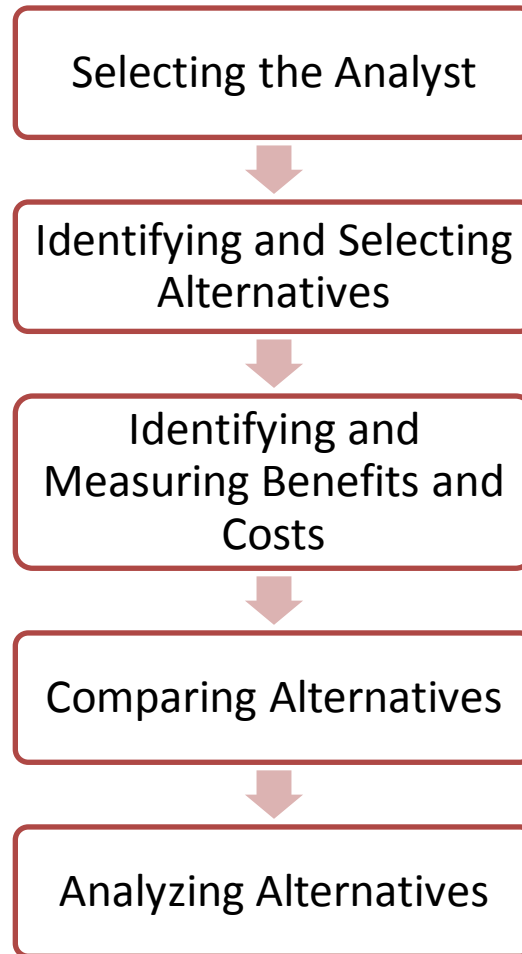 Selecting the Analyst
Identifying and Selecting
Alternatives
Identifying and
Measuring Benefits and
Costs
Comparing Alternatives
Analyzing Alternatives